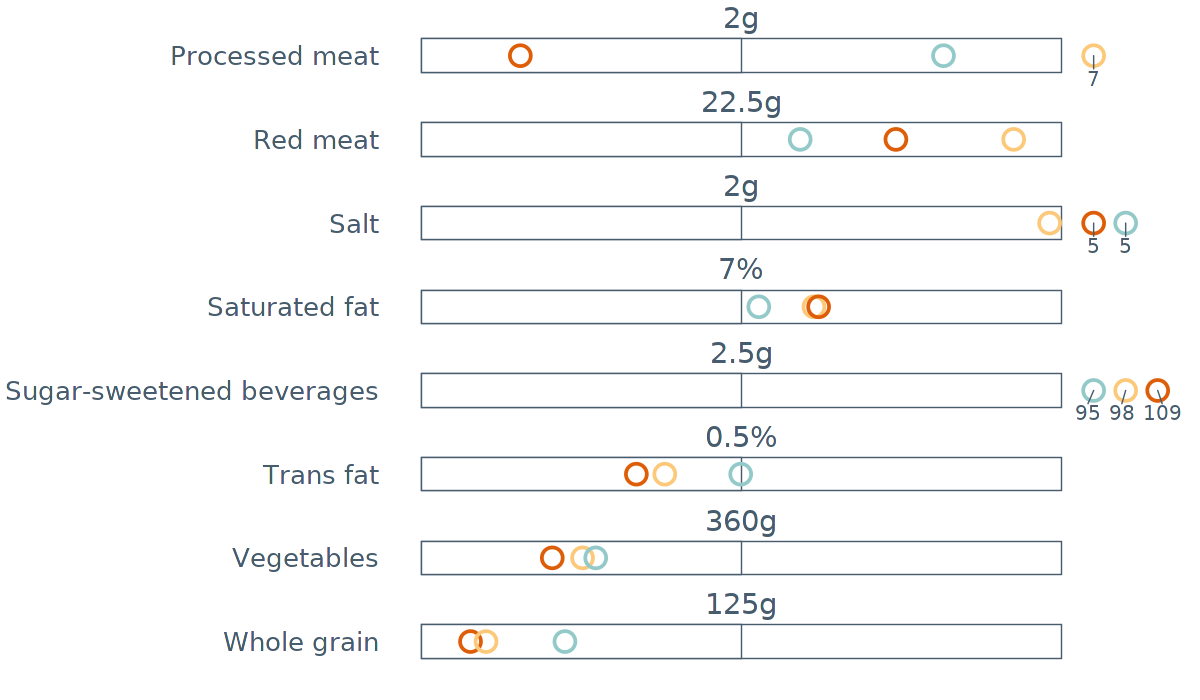 2g
Processed meat
7
22.5g
Red meat
2g
Salt
5 5
7%
Saturated fat
2.5g
Sugar-sweetened beverages
95 98 109
0.5%
Trans fat
360g
Vegetables
125g
Whole grain